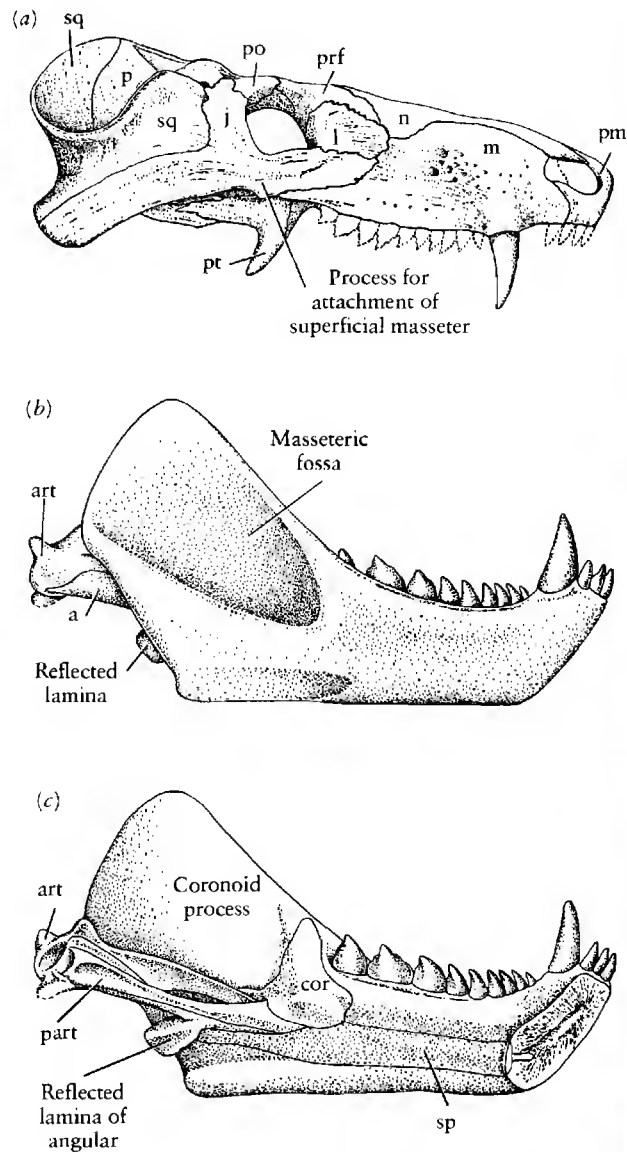 (a)
sq
p
sq
po
prf
j
l
n
m
pm
pt
Process for
attachment of
superficial masseter
(b)
Masseteric
fossa
art
a
Reflected
lamina
(c)
Coronoid
process
art
cor
part
Reflected
lamina of
angular
sp